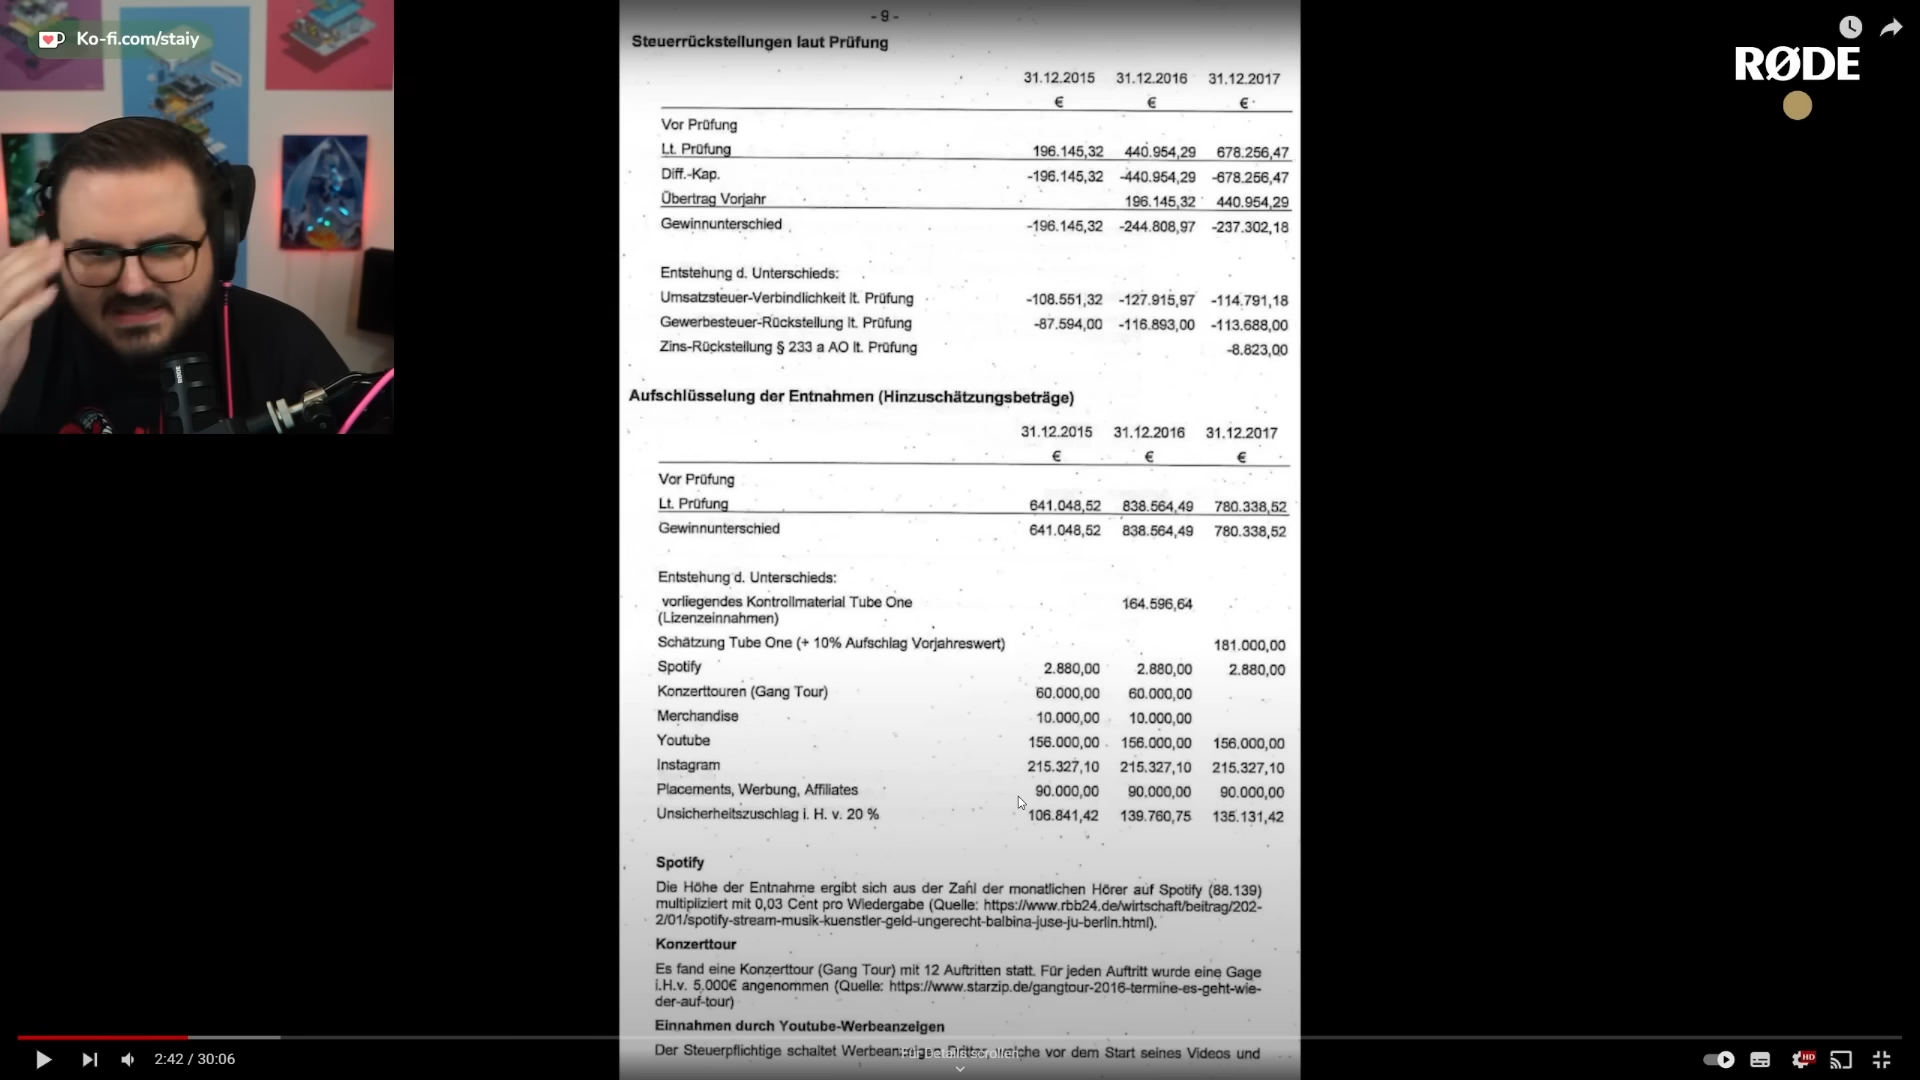 Ko-fi.com/staiy
RØDE
- 9 -
Steuerrückstellungen laut Prüfung
31.12.2015 31.12.2016 31.12.2017
€ € €
Vor Prüfung
Lt. Prüfung 196.145,32 440.954,29 678.256,47
Diff.-Kap. -196.145,32 -440.954,29 -678.256,47
Übertrag Vorjahr 196.145,32 440.954,29
Gewinnunterschied -196.145,32 -244.808,97 -237.302,18
Entstehung d. Unterschieds:
Umsatzsteuer-Verbindlichkeit lt. Prüfung -108.551,32 -127.915,97 -114.791,18
Gewerbesteuer-Rückstellung lt. Prüfung -87.594,00 -116.893,00 -113.688,00
Zins-Rückstellung § 233 a AO lt. Prüfung -8.823,00
Aufschlüsselung der Entnahmen (Hinzuschätzungsbeträge)
31.12.2015 31.12.2016 31.12.2017
€ € €
Vor Prüfung
Lt. Prüfung 641.048,52 838.564,49 780.338,52
Gewinnunterschied 641.048,52 838.564,49 780.338,52
Entstehung d. Unterschieds:
vorliegendes Kontrollmaterial Tube One 164.596,64
(Lizenzeinnahmen)
Schätzung Tube One (+ 10% Aufschlag Vorjahreswert) 181.000,00
Spotify 2.880,00 2.880,00 2.880,00
Konzerttouren (Gang Tour) 60.000,00 60.000,00
Merchandise 10.000,00 10.000,00
Youtube 156.000,00 156.000,00 156.000,00
Instagram 215.327,10 215.327,10 215.327,10
Placements, Werbung, Affiliates 90.000,00 90.000,00 90.000,00
Unsicherheitszuschlag i. H. v. 20 % 106.841,42 139.760,75 135.131,42
Spotify
Die Höhe der Entnahme ergibt sich aus der Zahl der monatlichen Hörer auf Spotify (88.139)
multipliziert mit 0,03 Cent pro Wiedergabe (Quelle: https://www.rbb24.de/wirtschaft/beitrag/202-
2/01/spotify-stream-musik-kuenstler-geld-ungerecht-balbina-juse-ju-berlin.html).
Konzerttour
Es fand eine Konzerttour (Gang Tour) mit 12 Auftritten statt. Für jeden Auftritt wurde eine Gage
i.H.v. 5.000€ angenommen (Quelle: https://www.starzip.de/gangtour-2016-termine-es-geht-wie-
der-auf-tour)
Einnahmen durch Youtube-Werbeanzeigen
Der Steuerpflichtige schaltet Werbeanzeigen Dritter, welche vor dem Start seines Videos und
Für Details scrollen
2:42 / 30:06
HD